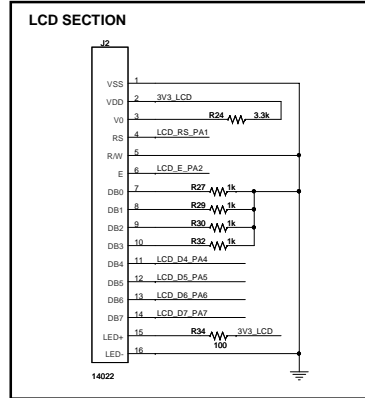 LCD SECTION
J2
VSS 1
VDD 2 3V3_LCD
V0 3 R24 3.3k
RS 4 LCD_RS_PA1
R/W 5
E 6 LCD_E_PA2
DB0 7 R27 1k
DB1 8 R29 1k
DB2 9 R30 1k
DB3 10 R32 1k
DB4 11 LCD_D4_PA4
DB5 12 LCD_D5_PA5
DB6 13 LCD_D6_PA6
DB7 14 LCD_D7_PA7
LED+ 15 R34 3V3_LCD
100
LED- 16
14022